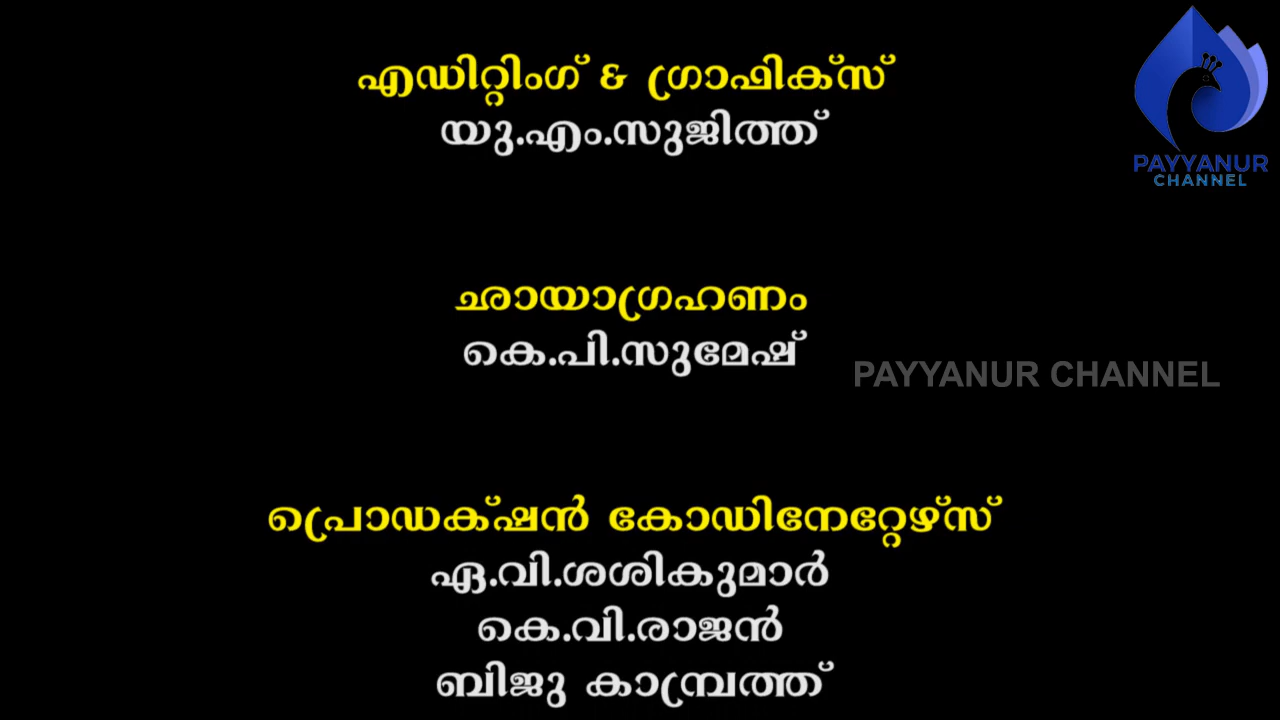 എഡിറ്റിംഗ് & ഗ്രാഫിക്സ്
യു.എം.സുജിത്ത്
PAYYANUR
CHANNEL
ഛായാഗ്രഹണം
കെ.പി.സുമേഷ്
PAYYANUR CHANNEL
പ്രൊഡക്ഷൻ കോഡിനേറ്റേഴ്സ്
ഏ.വി.ശശികുമാർ
കെ.വി.രാജൻ
ബിജു കാമ്പ്രത്ത്